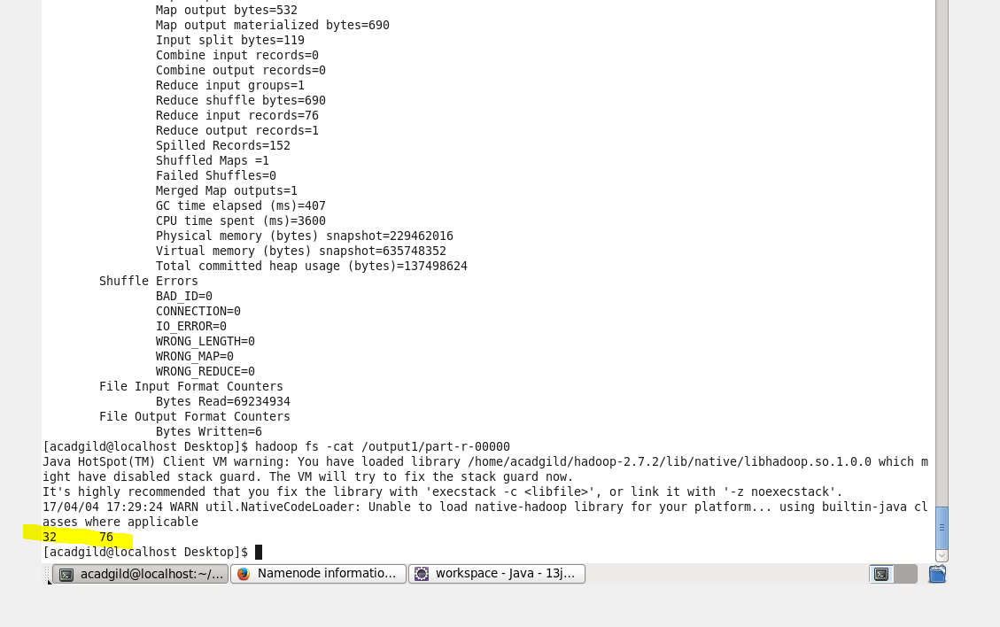 Map output bytes=532
Map output materialized bytes=690
Input split bytes=119
Combine input records=0
Combine output records=0
Reduce input groups=1
Reduce shuffle bytes=690
Reduce input records=76
Reduce output records=1
Spilled Records=152
Shuffled Maps =1
Failed Shuffles=0
Merged Map outputs=1
GC time elapsed (ms)=407
CPU time spent (ms)=3600
Physical memory (bytes) snapshot=229462016
Virtual memory (bytes) snapshot=635748352
Total committed heap usage (bytes)=137498624
Shuffle Errors
BAD_ID=0
CONNECTION=0
IO_ERROR=0
WRONG_LENGTH=0
WRONG_MAP=0
WRONG_REDUCE=0
File Input Format Counters
Bytes Read=69234934
File Output Format Counters
Bytes Written=6
[acadgild@localhost Desktop]$ hadoop fs -cat /output1/part-r-00000
Java HotSpot(TM) Client VM warning: You have loaded library /home/acadgild/hadoop-2.7.2/lib/native/libhadoop.so.1.0.0 which m
ight have disabled stack guard. The VM will try to fix the stack guard now.
It's highly recommended that you fix the library with 'execstack -c <libfile>', or link it with '-z noexecstack'.
17/04/04 17:29:24 WARN util.NativeCodeLoader: Unable to load native-hadoop library for your platform... using builtin-java cl
asses where applicable
32 76
[acadgild@localhost Desktop]$
acadgild@localhost:~/... Namenode informatio... workspace - Java - 13j...